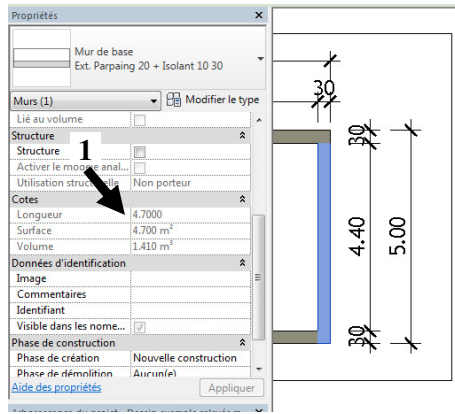 Propriétés
Mur de base
Ext. Parpaing 20 + Isolant 10 30
Murs (1)
Modifier le type
Lié au volume
Structure
Structure
1
Activer le modèle anal...
Utilisation structurelle Non porteur
Cotes
Longueur 4.7000
Surface 4.700 m²
Volume 1.410 m³
Données d'identification
Image
Commentaires
Identifiant
Visible dans les nome...
Phase de construction
Phase de création Nouvelle construction
Phase de démolition Aucun(e)
Aide des propriétés
Appliquer
30
30
4.40
5.00
30